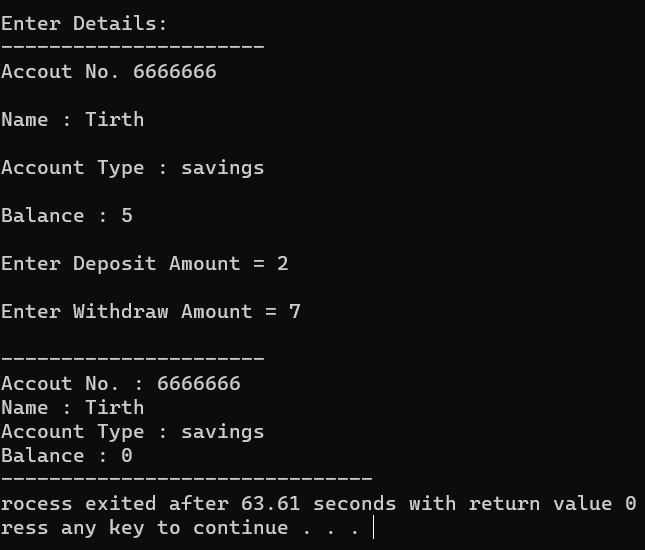 Enter Details:
----------------------
Accout No. 6666666
Name : Tirth
Account Type : savings
Balance : 5
Enter Deposit Amount = 2
Enter Withdraw Amount = 7
----------------------
Accout No. : 6666666
Name : Tirth
Account Type : savings
Balance : 0
-------------------------------
rocess exited after 63.61 seconds with return value 0
ress any key to continue . . .